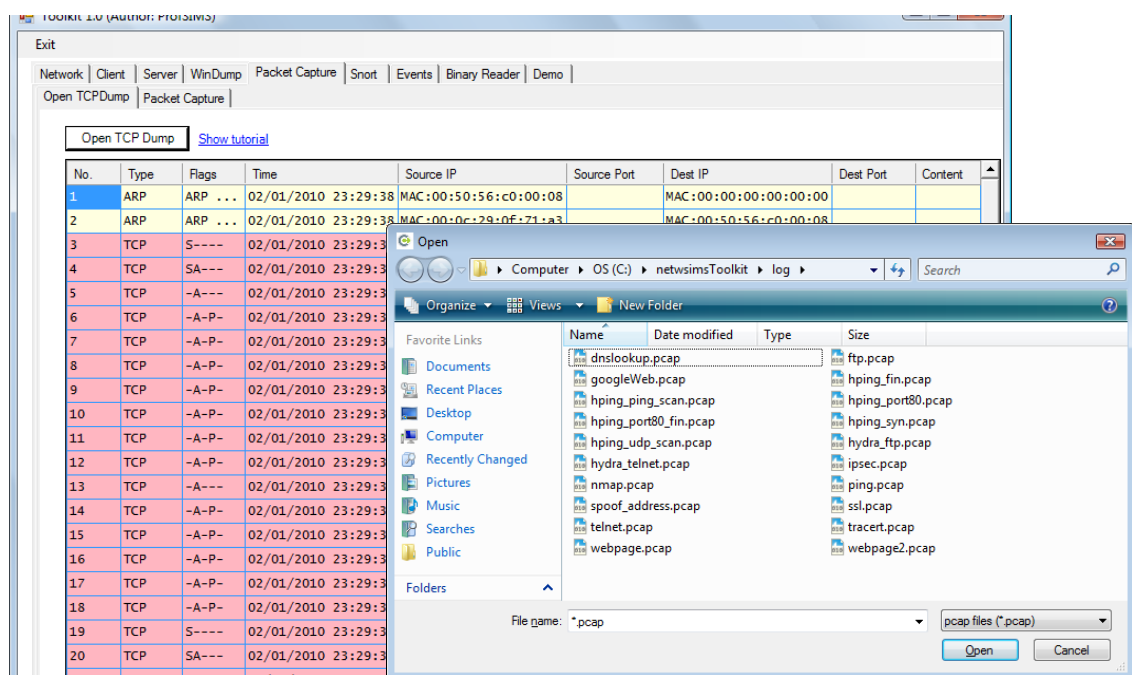 Toolkit 1.0 (Author: ProfSIMS)
Exit
Network Client Server WinDump Packet Capture Snort Events Binary Reader Demo
Open TCPDump Packet Capture
Open TCP Dump Show tutorial
No. Type Flags Time Source IP Source Port Dest IP Dest Port Content
1 ARP ARP ... 02/01/2010 23:29:38 MAC:00:50:56:c0:00:08 MAC:00:00:00:00:00:00
2 ARP ARP ... 02/01/2010 23:29:38 MAC:00:0c:29:0f:71:a3 MAC:00:50:56:c0:00:08
3 TCP S---- 02/01/2010 23:29:3
4 TCP SA--- 02/01/2010 23:29:3
5 TCP -A--- 02/01/2010 23:29:3
6 TCP -A-P- 02/01/2010 23:29:3
7 TCP -A-P- 02/01/2010 23:29:3
8 TCP -A-P- 02/01/2010 23:29:3
9 TCP -A-P- 02/01/2010 23:29:3
10 TCP -A-P- 02/01/2010 23:29:3
11 TCP -A-P- 02/01/2010 23:29:3
12 TCP -A-P- 02/01/2010 23:29:3
13 TCP -A--- 02/01/2010 23:29:3
14 TCP -A-P- 02/01/2010 23:29:3
15 TCP -A-P- 02/01/2010 23:29:3
16 TCP -A-P- 02/01/2010 23:29:3
17 TCP -A-P- 02/01/2010 23:29:3
18 TCP -A-P- 02/01/2010 23:29:3
19 TCP S---- 02/01/2010 23:29:3
20 TCP SA--- 02/01/2010 23:29:3
Open
Computer OS (C:) netwsimsToolkit log Search
Organize Views New Folder
Favorite Links
Documents
Recent Places
Desktop
Computer
Recently Changed
Pictures
Music
Searches
Public
Folders
Name Date modified Type Size
dnslookup.pcap ftp.pcap
googleWeb.pcap hping_fin.pcap
hping_ping_scan.pcap hping_port80.pcap
hping_port80_fin.pcap hping_syn.pcap
hping_udp_scan.pcap hydra_ftp.pcap
hydra_telnet.pcap ipsec.pcap
nmap.pcap ping.pcap
spoof_address.pcap ssl.pcap
telnet.pcap tracert.pcap
webpage.pcap webpage2.pcap
File name: *.pcap pcap files (*.pcap)
Open Cancel